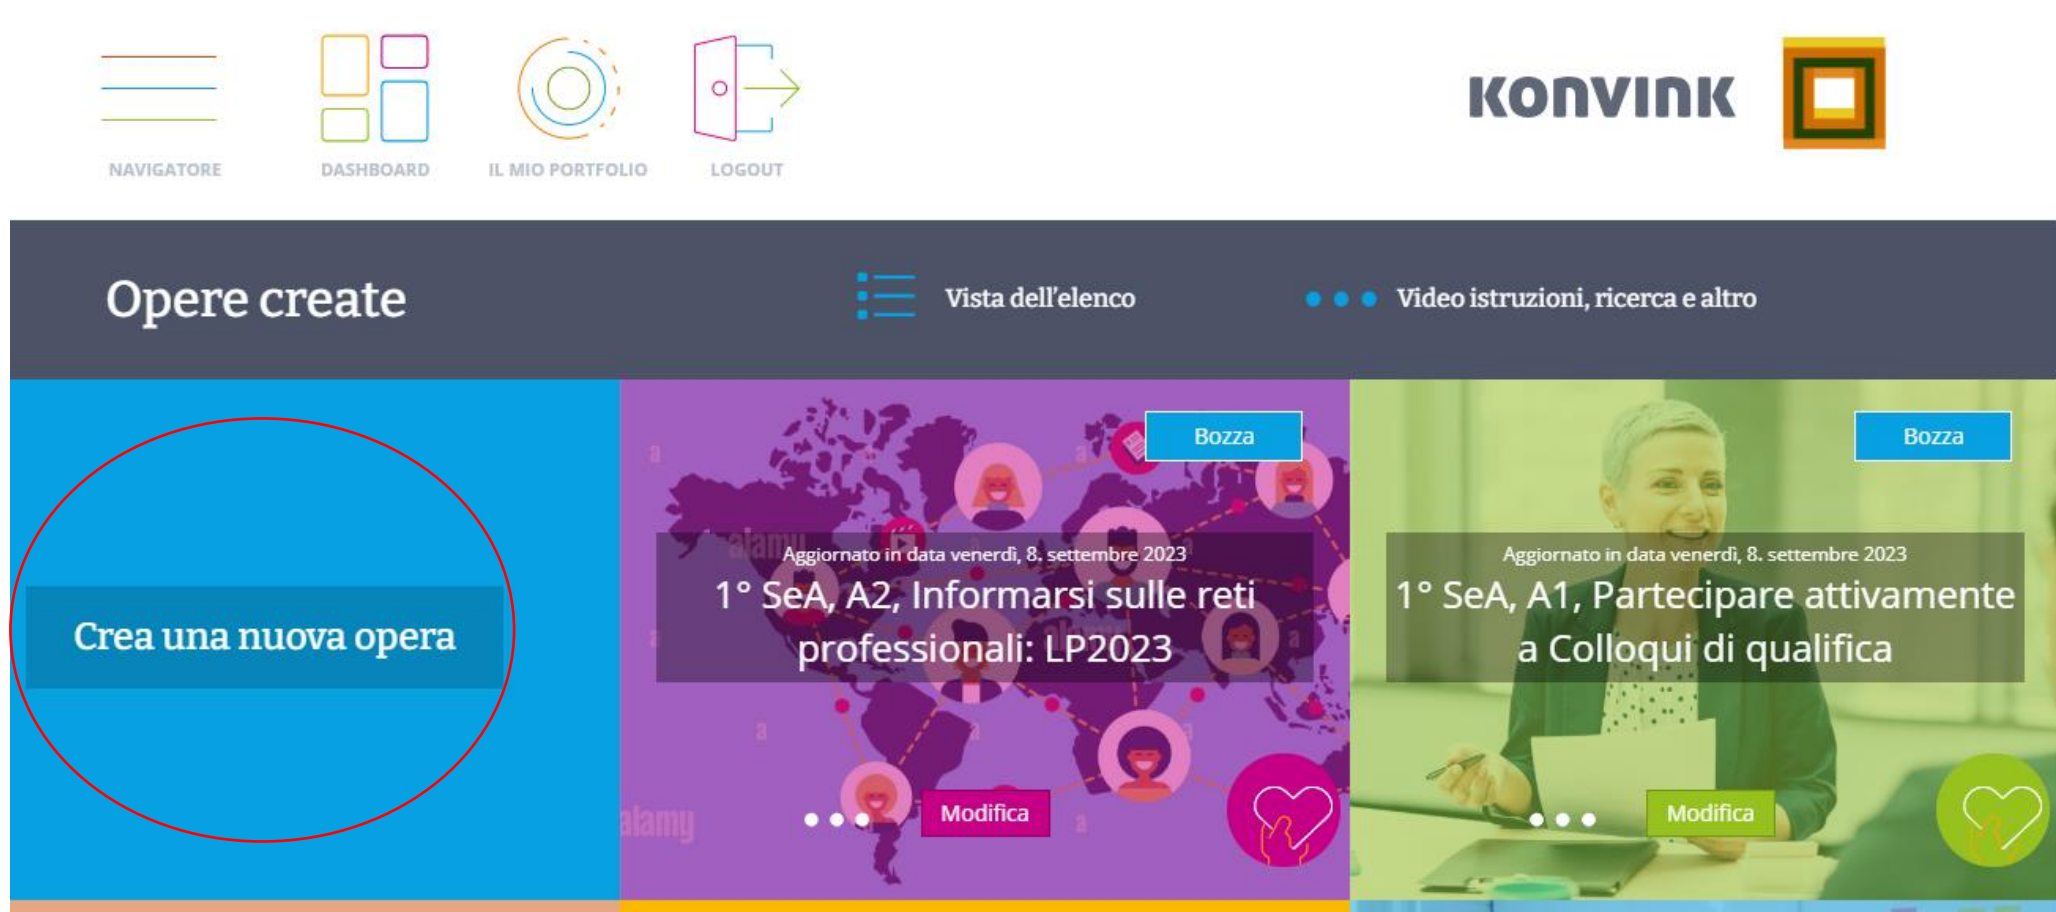 NAVIGATORE
DASHBOARD
IL MIO PORTFOLIO
LOGOUT
KONVINK
Opere create
Vista dell'elenco
Video istruzioni, ricerca e altro
Crea una nuova opera
Bozza
Aggiornato in data venerdì, 8. settembre 2023
1° SeA, A2, Informarsi sulle reti
professionali: LP2023
alamy
alamy
Modifica
Bozza
Aggiornato in data venerdì, 8. settembre 2023
1° SeA, A1, Partecipare attivamente
a Colloqui di qualifica
Modifica